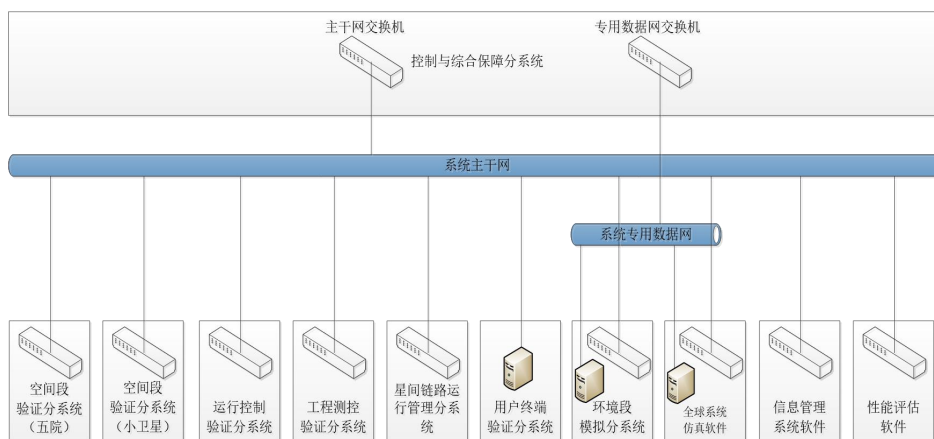 主干网交换机
专用数据网交换机
控制与综合保障分系统
系统主干网
系统专用数据网
空间段
验证分系统
（五院）
空间段
验证分系统
（小卫星）
运行控制
验证分系统
工程测控
验证分系统
星间链路运
行管理分系
统
用户终端
验证分系统
环境段
模拟分系统
全球系统
仿真软件
信息管理
系统软件
性能评估
软件